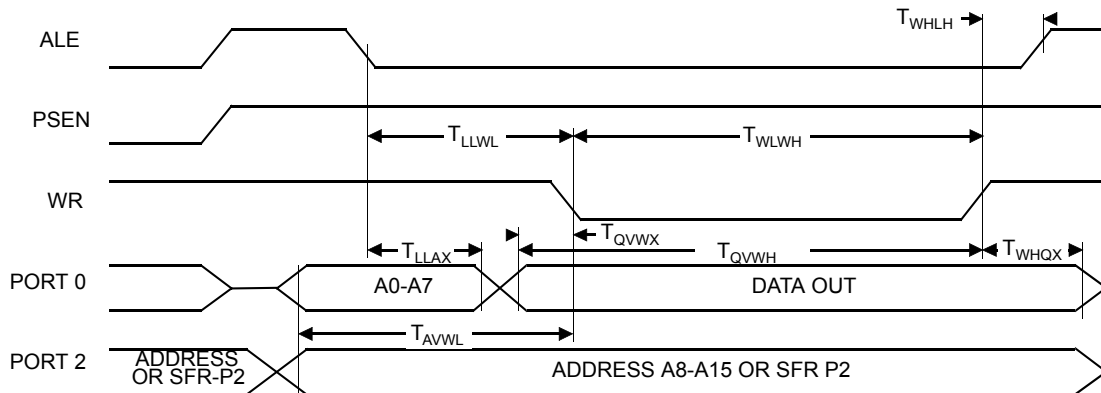 T_WHLH
ALE
PSEN
T_LLWL
T_WLWH
WR
T_QVWX
T_LLAX
T_QVWH
T_WHQX
PORT 0
A0-A7
DATA OUT
T_AVWL
PORT 2
ADDRESS
OR SFR-P2
ADDRESS A8-A15 OR SFR P2